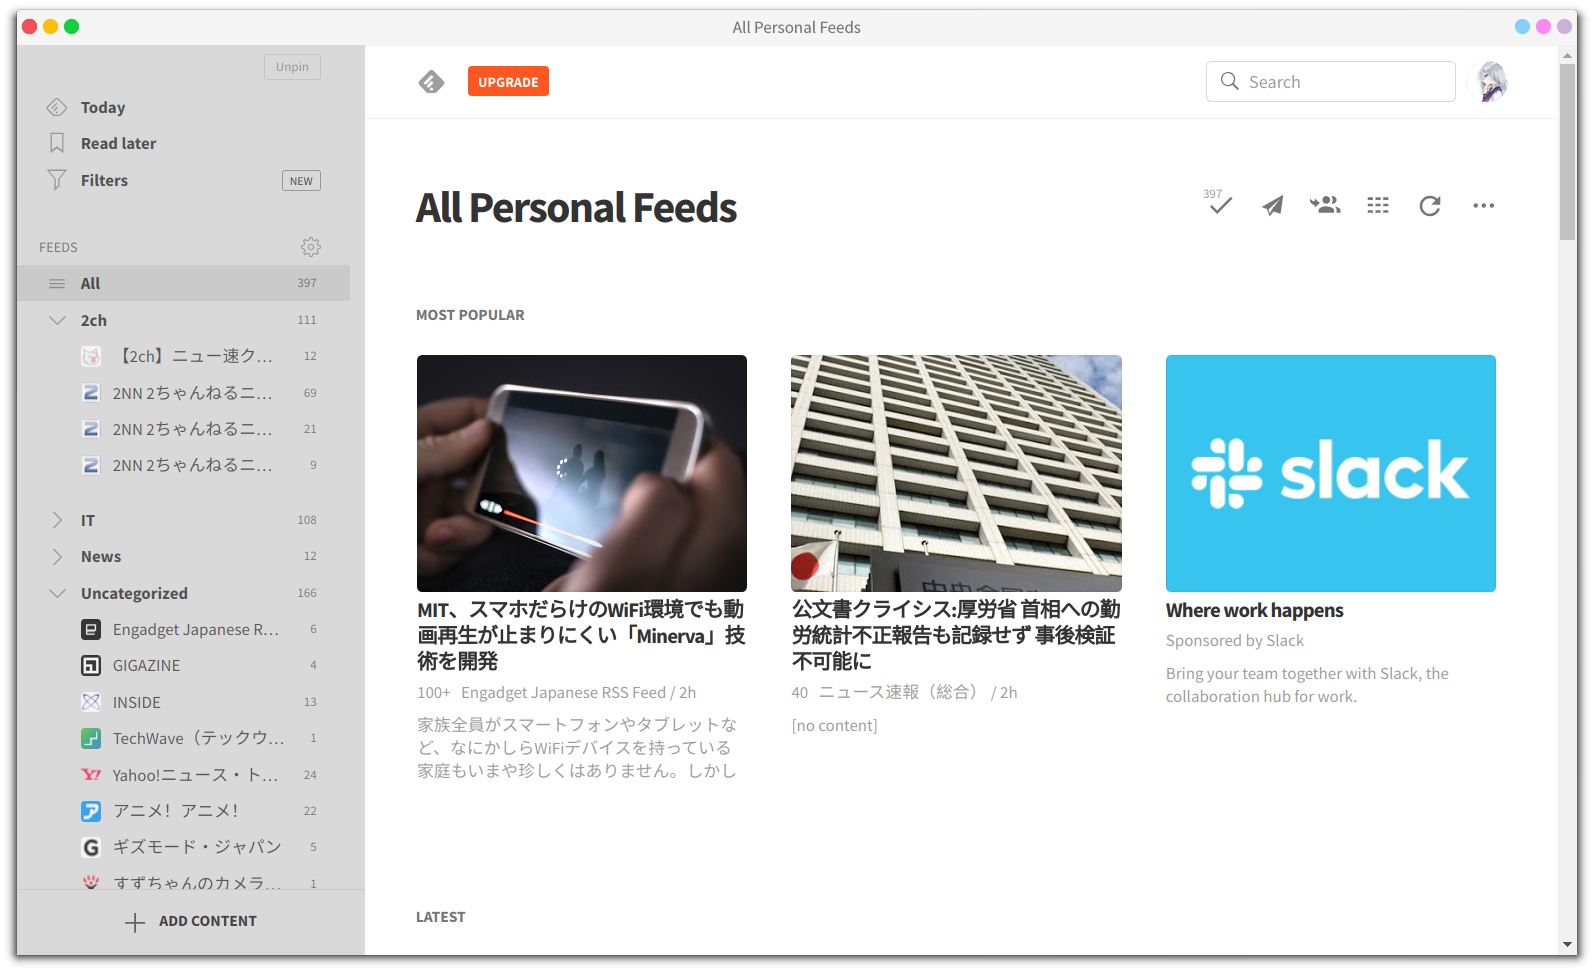 All Personal Feeds
Unpin
Today
Read later
Filters
NEW
FEEDS
All
397
2ch
111
【2ch】ニュー速ク…
12
2NN 2ちゃんねるニ…
69
2NN 2ちゃんねるニ…
21
2NN 2ちゃんねるニ…
9
IT
108
News
12
Uncategorized
166
Engadget Japanese R…
6
GIGAZINE
4
INSIDE
13
TechWave（テックウ…
1
Yahoo!ニュース・ト…
24
アニメ！アニメ！
22
ギズモード・ジャパン
5
すずちゃんのカメラ…
1
ADD CONTENT
UPGRADE
Search
All Personal Feeds
397
MOST POPULAR
MIT、スマホだらけのWiFi環境でも動
画再生が止まりにくい「Minerva」技
術を開発
100+ Engadget Japanese RSS Feed / 2h
家族全員がスマートフォンやタブレットな
ど、なにかしらWiFiデバイスを持っている
家庭もいまや珍しくはありません。しかし
公文書クライシス:厚労省 首相への勤
労統計不正報告も記録せず 事後検証
不可能に
40 ニュース速報（総合） / 2h
[no content]
slack
Where work happens
Sponsored by Slack
Bring your team together with Slack, the
collaboration hub for work.
LATEST